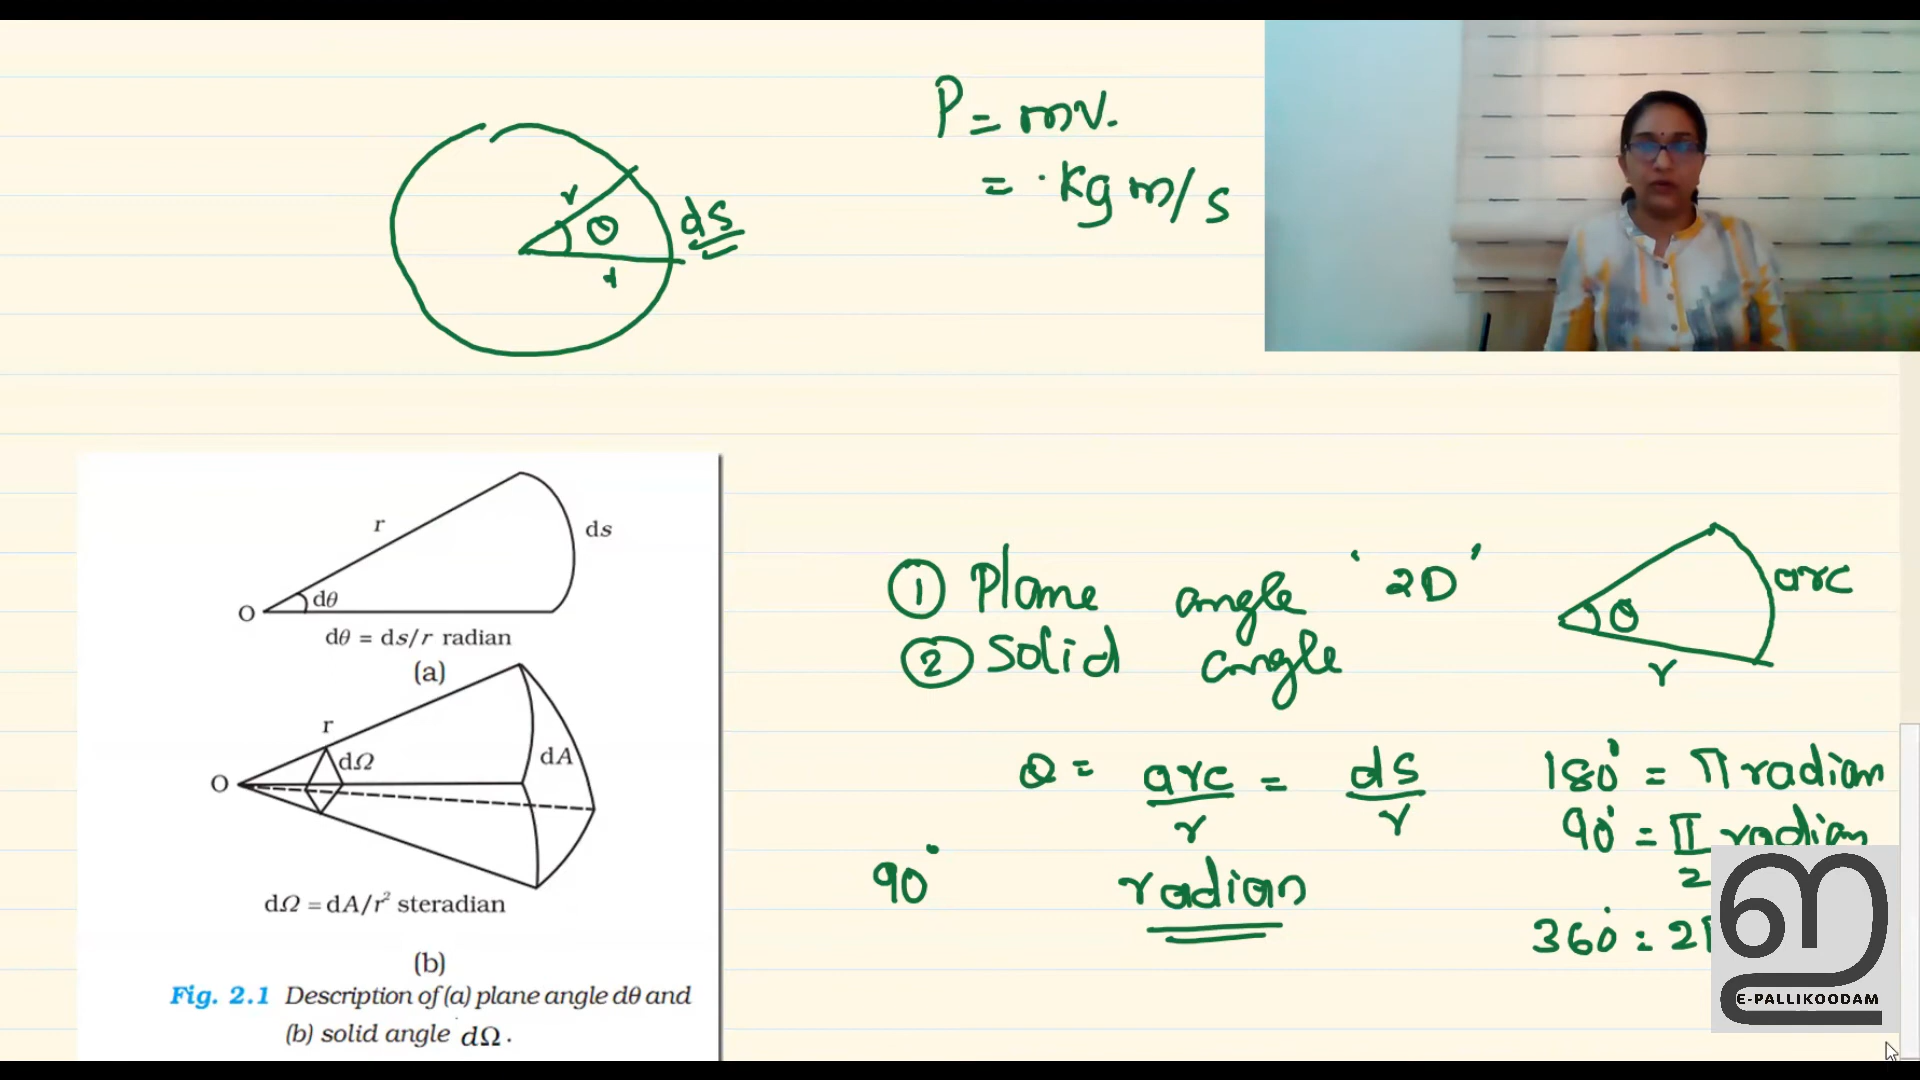 P = mv.
= kg m/s
r
θ
ds
r
r
ds
dθ
O
dθ = ds/r radian
(a)
r
dΩ
dA
O
dΩ = dA/r² steradian
(b)
Fig. 2.1 Description of (a) plane angle dθ and
(b) solid angle dΩ.
① Plane angle '2D'
② Solid angle
arc
θ
r
θ = arc/r = ds/r
90°
radian
180° = π radian
90° = π/2 radian
360° = 2
E-PALLIKOODAM